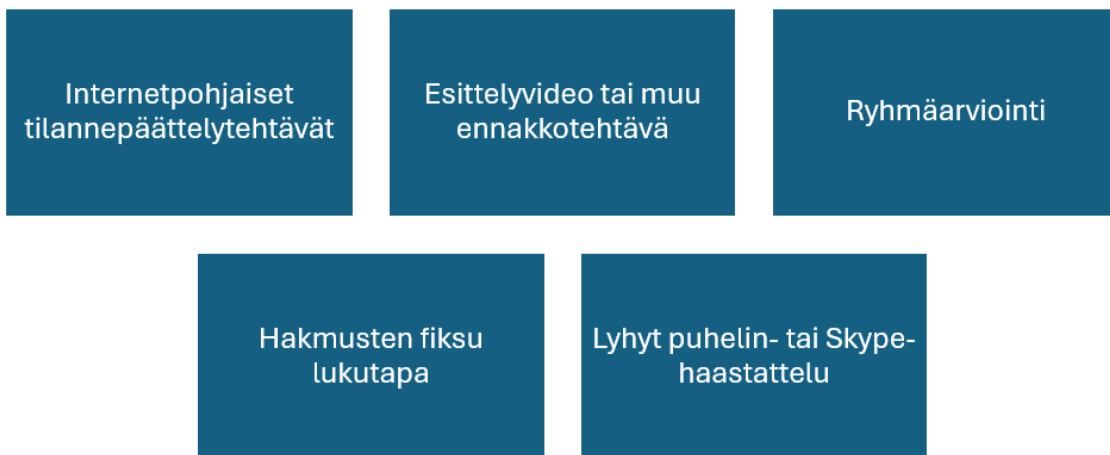 Internetpohjaiset
tilannepäättelytehtävät
Esittelyvideo tai muu
ennakkotehtävä
Ryhmäarviointi
Hakmusten fiksu
lukutapa
Lyhyt puhelin- tai Skype-
haastattelu